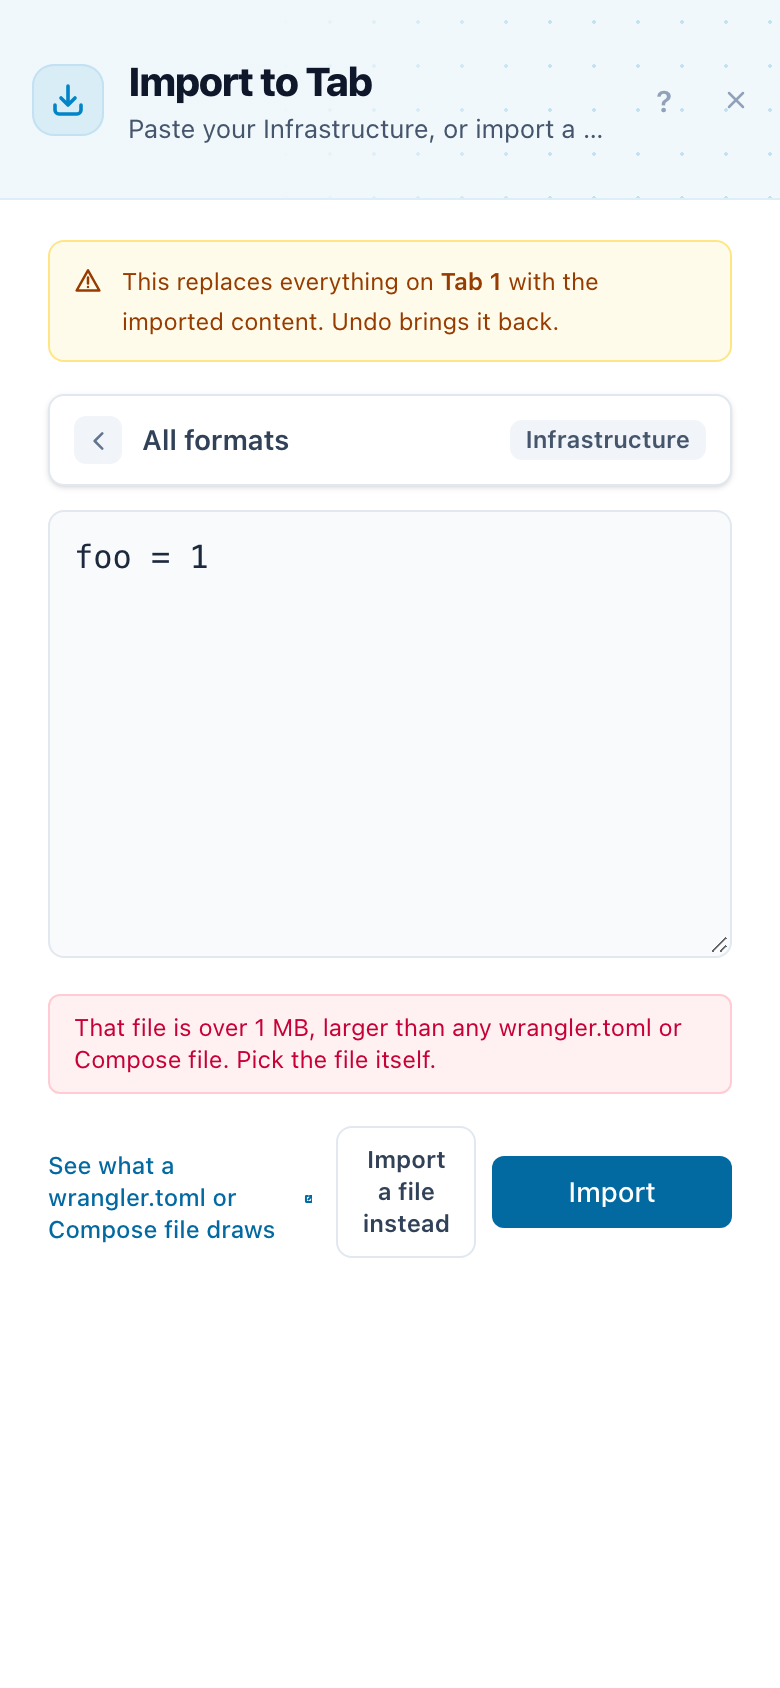 Import to Tab
Paste your Infrastructure, or import a ...
?
This replaces everything on Tab 1 with the
imported content. Undo brings it back.
All formats
Infrastructure
foo = 1
That file is over 1 MB, larger than any wrangler.toml or
Compose file. Pick the file itself.
See what a
wrangler.toml or
Compose file draws
Import
a file
instead
Import